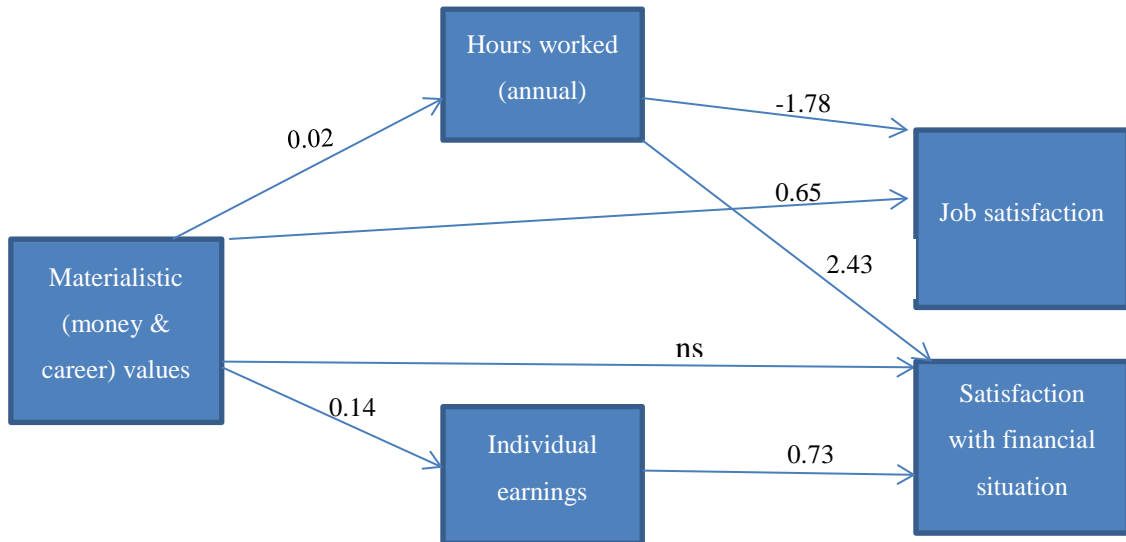 Hours worked
(annual)
-1.78
0.02
0.65
Job satisfaction
Materialistic
(money &
career) values
2.43
ns
0.14
Individual
earnings
0.73
Satisfaction
with financial
situation